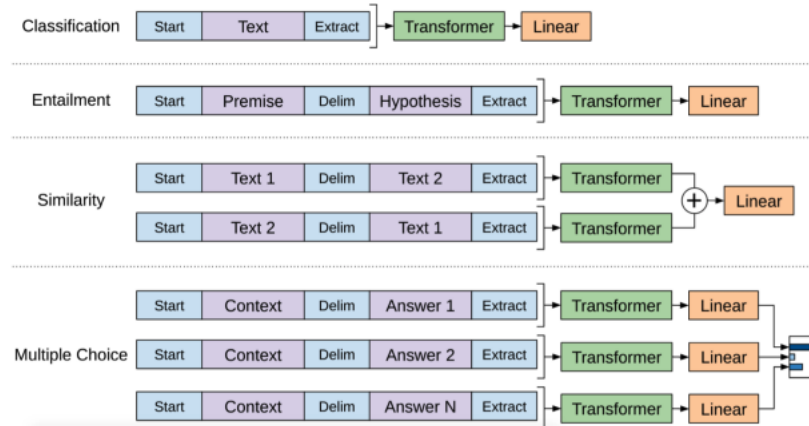 Classification Start Text Extract Transformer Linear
Entailment Start Premise Delim Hypothesis Extract Transformer Linear
Similarity
Start Text 1 Delim Text 2 Extract Transformer
+ Linear
Start Text 2 Delim Text 1 Extract Transformer
Multiple Choice
Start Context Delim Answer 1 Extract Transformer Linear
Start Context Delim Answer 2 Extract Transformer Linear
Start Context Delim Answer N Extract Transformer Linear